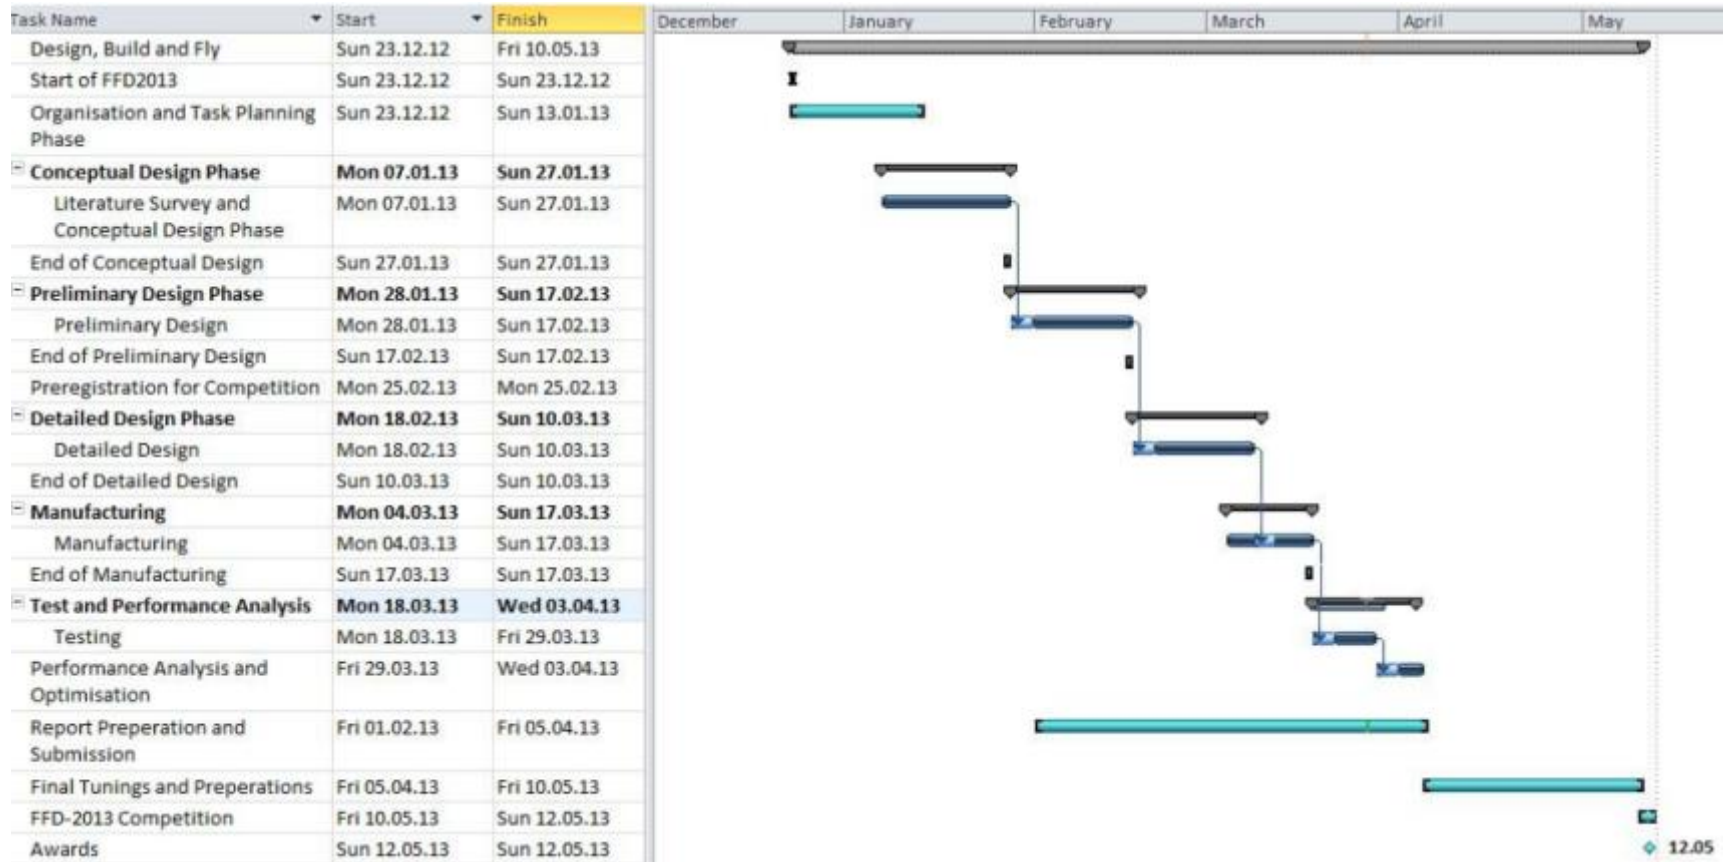 Task Name Start Finish December January February March April May
Design, Build and Fly Sun 23.12.12 Fri 10.05.13
Start of FFD2013 Sun 23.12.12 Sun 23.12.12
Organisation and Task Planning Sun 23.12.12 Sun 13.01.13
Phase
Conceptual Design Phase Mon 07.01.13 Sun 27.01.13
Literature Survey and Mon 07.01.13 Sun 27.01.13
Conceptual Design Phase
End of Conceptual Design Sun 27.01.13 Sun 27.01.13
Preliminary Design Phase Mon 28.01.13 Sun 17.02.13
Preliminary Design Mon 28.01.13 Sun 17.02.13
End of Preliminary Design Sun 17.02.13 Sun 17.02.13
Preregistration for Competition Mon 25.02.13 Mon 25.02.13
Detailed Design Phase Mon 18.02.13 Sun 10.03.13
Detailed Design Mon 18.02.13 Sun 10.03.13
End of Detailed Design Sun 10.03.13 Sun 10.03.13
Manufacturing Mon 04.03.13 Sun 17.03.13
Manufacturing Mon 04.03.13 Sun 17.03.13
End of Manufacturing Sun 17.03.13 Sun 17.03.13
Test and Performance Analysis Mon 18.03.13 Wed 03.04.13
Testing Mon 18.03.13 Fri 29.03.13
Performance Analysis and Fri 29.03.13 Wed 03.04.13
Optimisation
Report Preperation and Fri 01.02.13 Fri 05.04.13
Submission
Final Tunings and Preperations Fri 05.04.13 Fri 10.05.13
FFD-2013 Competition Fri 10.05.13 Sun 12.05.13
Awards Sun 12.05.13 Sun 12.05.13 12.05